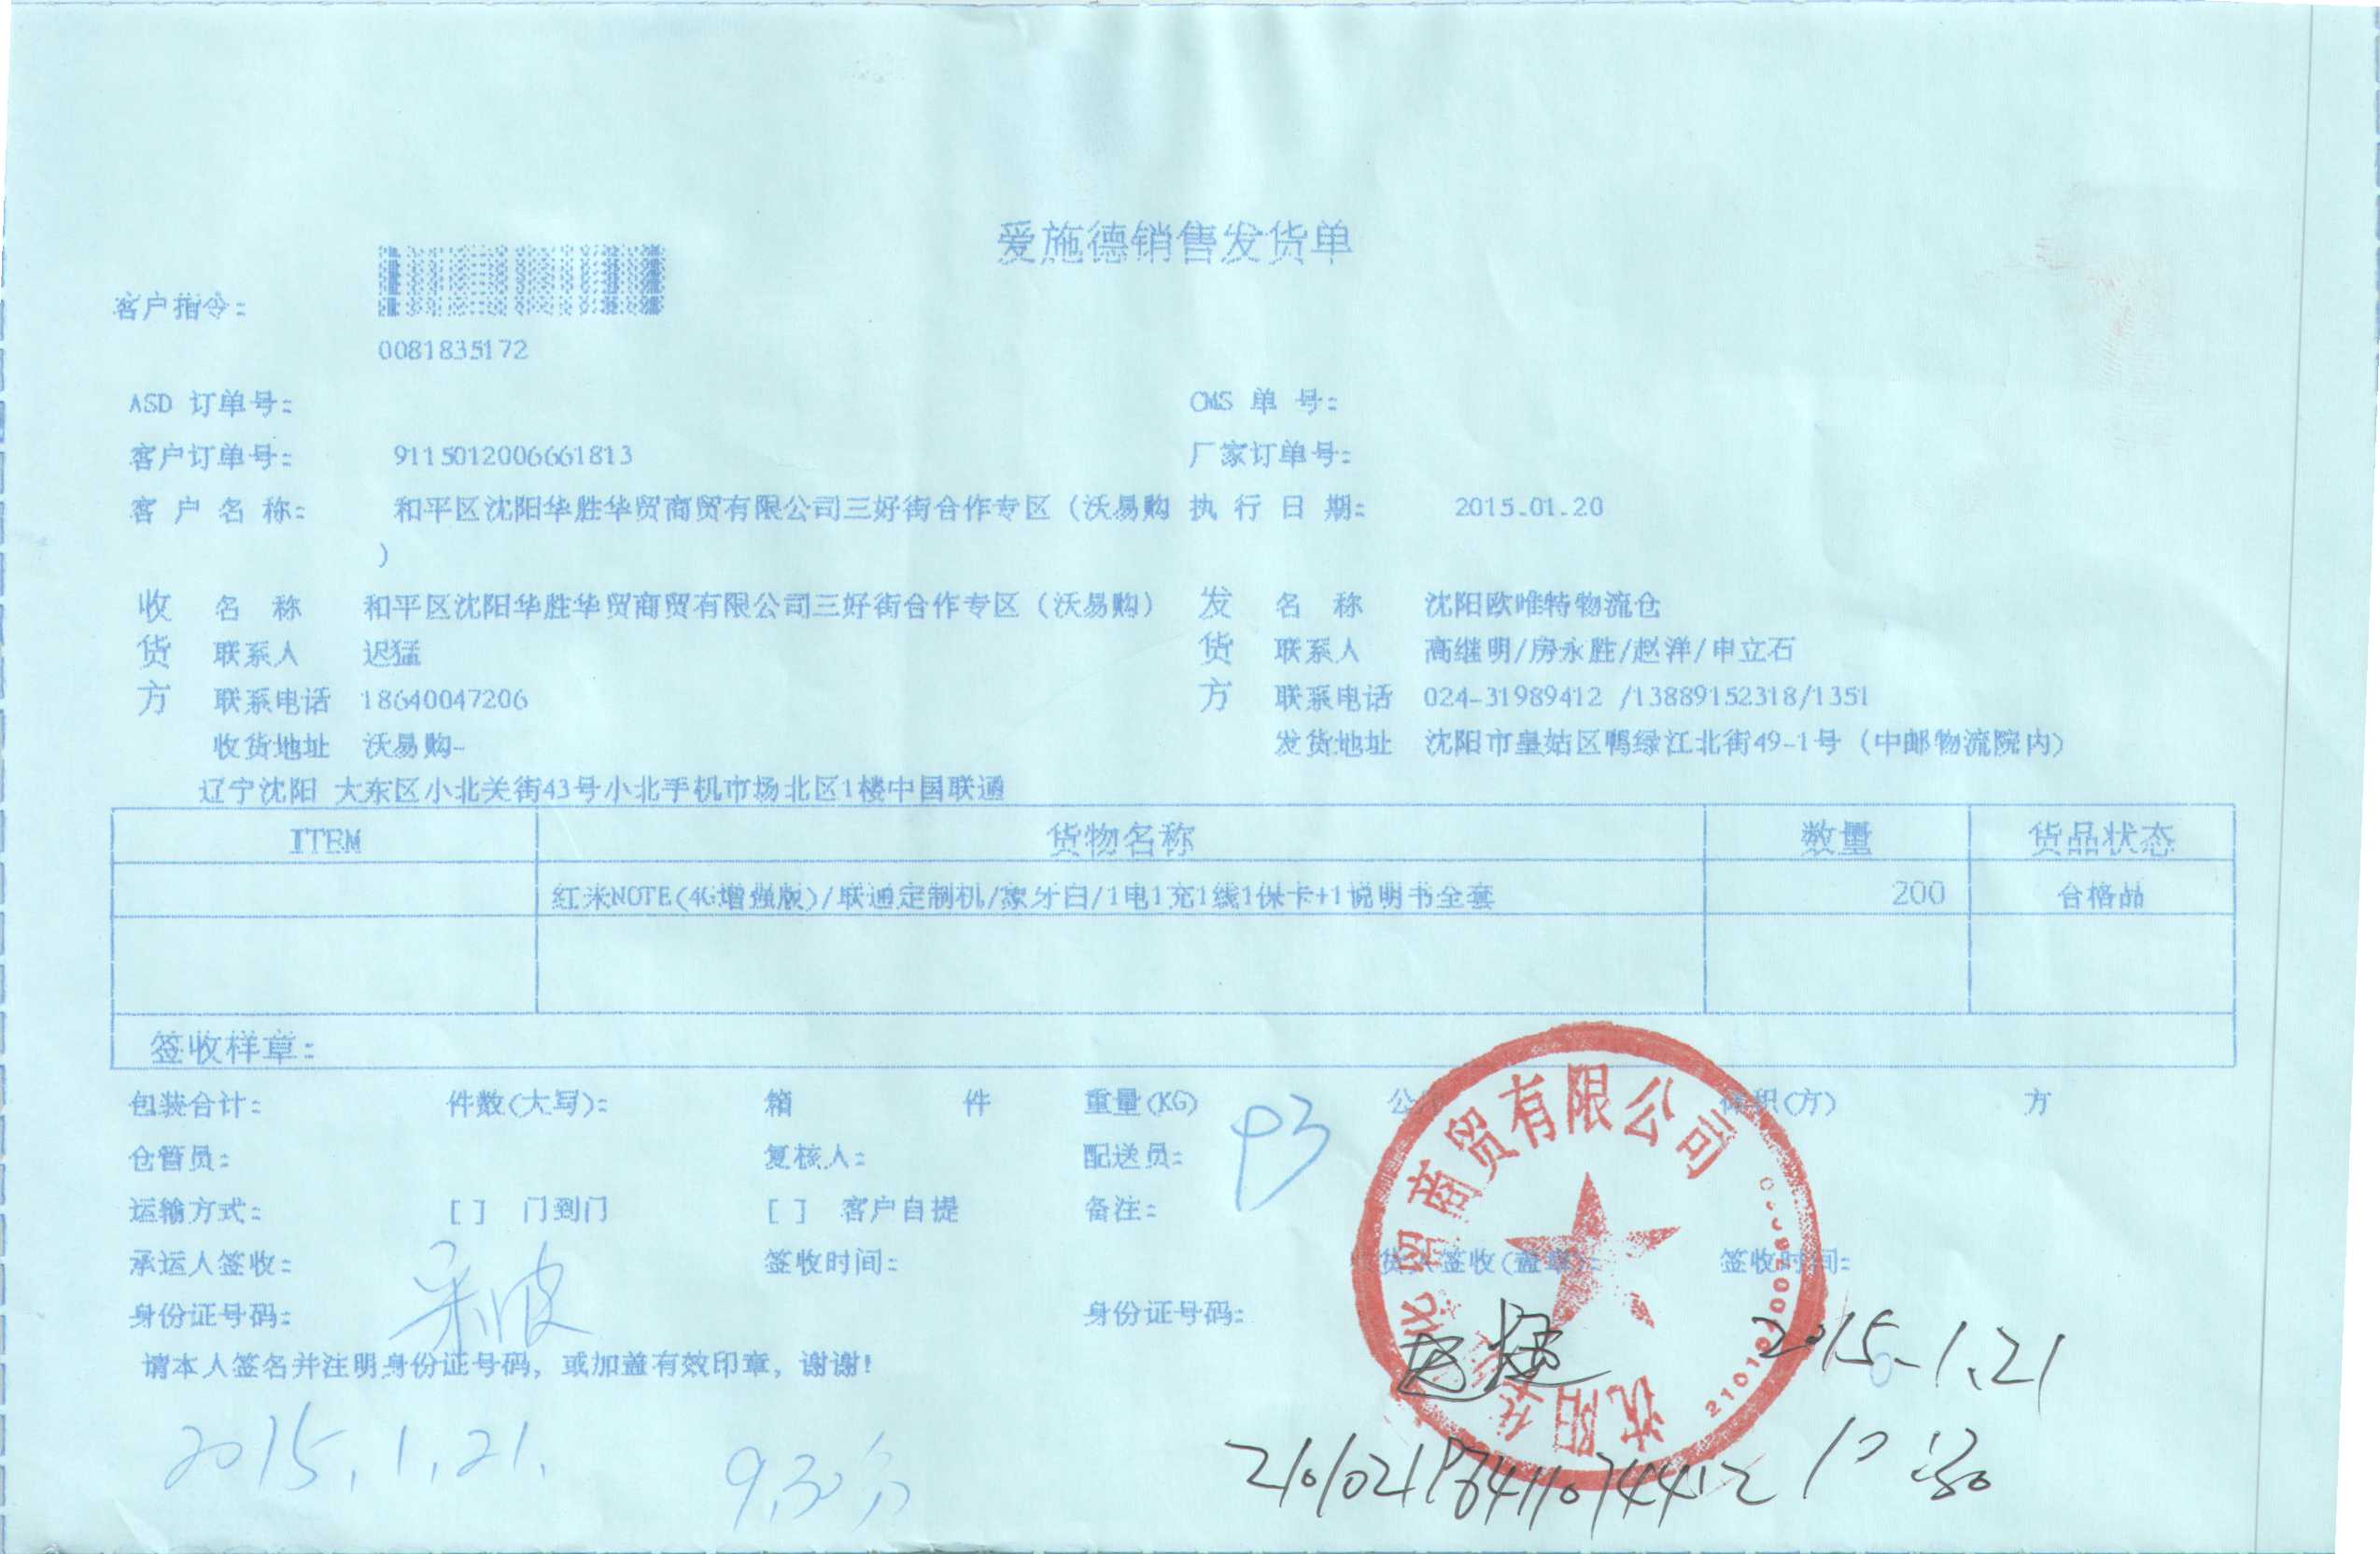 爱施德销售发货单
客户指令:
0081835172
ASD 订单号: CMS 单 号:
客户订单号: 9115012006661813 厂家订单号:
客 户 名 称: 和平区沈阳华胜华贸商贸有限公司三好街合作专区（沃易购 执 行 日 期: 2015.01.20
）
收 名 称 和平区沈阳华胜华贸商贸有限公司三好街合作专区（沃易购） 发 名 称 沈阳欧唯特物流仓
货 联系人 迟猛 货 联系人 高继明/房永胜/赵洋/申立石
方 联系电话 18640047206 方 联系电话 024-31989412 /13889152318/1351
收货地址 沃易购- 发货地址 沈阳市皇姑区鸭绿江北街49-1号（中邮物流院内）
辽宁沈阳 大东区小北关街43号小北手机市场北区1楼中国联通
ITEM 货物名称 数量 货品状态
红米NOTE(4G增强版)/联通定制机/象牙白/1电1充1线1保卡+1说明书全套 200 合格品
签收样章:
包装合计: 件数(大写): 箱 件 重量(KG) 公 体积(方) 方
仓管员: 复核人: 配送员:
运输方式: [ ] 门到门 [ ] 客户自提 备注:
承运人签收: 签收时间: 货人签收(盖章): 签收时间:
身份证号码: 身份证号码:
请本人签名并注明身份证号码，或加盖有效印章，谢谢!
商贸有限公司
沈阳
2015.1.21
2015.1.21.
9.30分